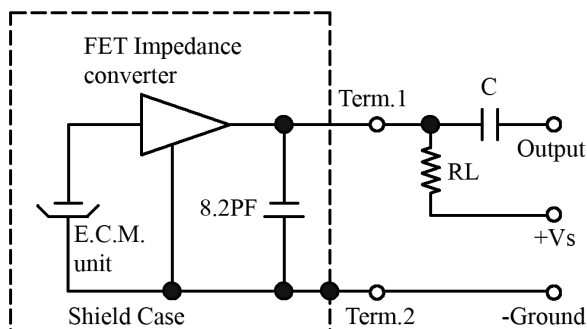 FET Impedance
converter
Term.1
C
Output
RL
8.2PF
+Vs
E.C.M.
unit
Shield Case
Term.2
-Ground